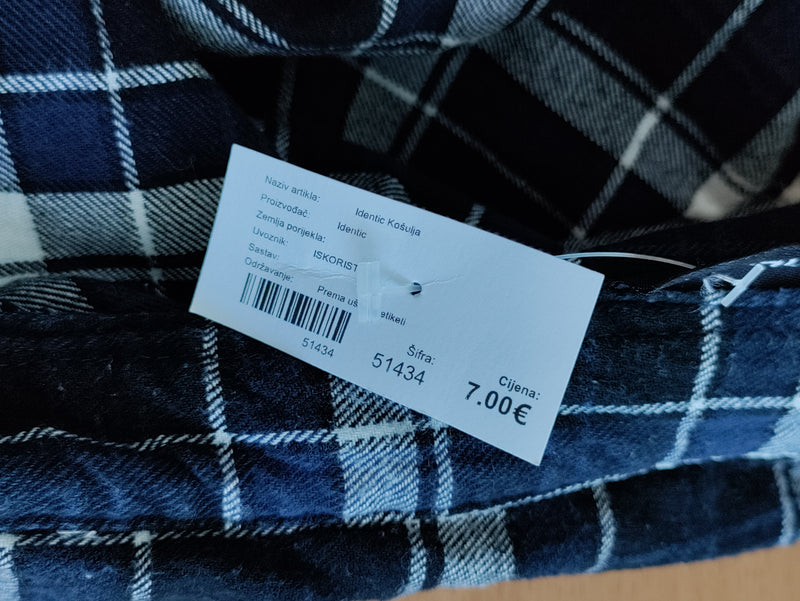 Naziv artikla: Identic Košulja
Proizvođač: Identic
Zemlja porijekla:
Uvoznik: ISKORIST
Sastav:
Održavanje: Prema etiketi
51434
Šifra:
51434
Cijena:
7.00€